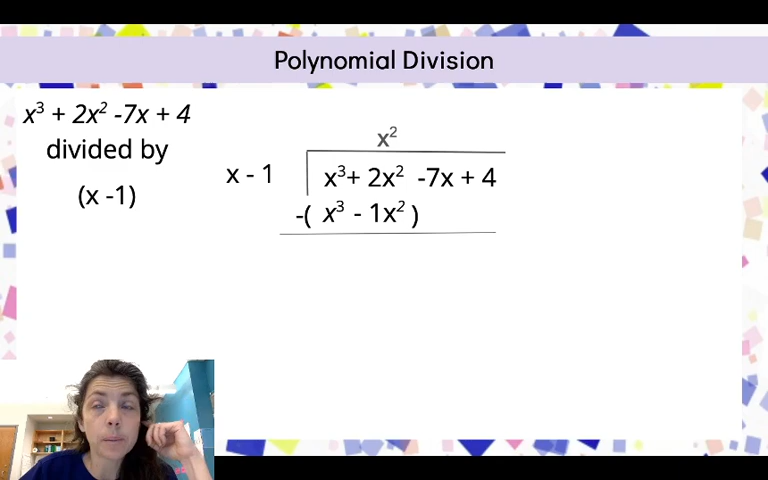 Polynomial Division
x³ + 2x² -7x + 4
divided by
(x -1)
x²
x - 1 x³+ 2x² -7x + 4
-( x³ - 1x² )